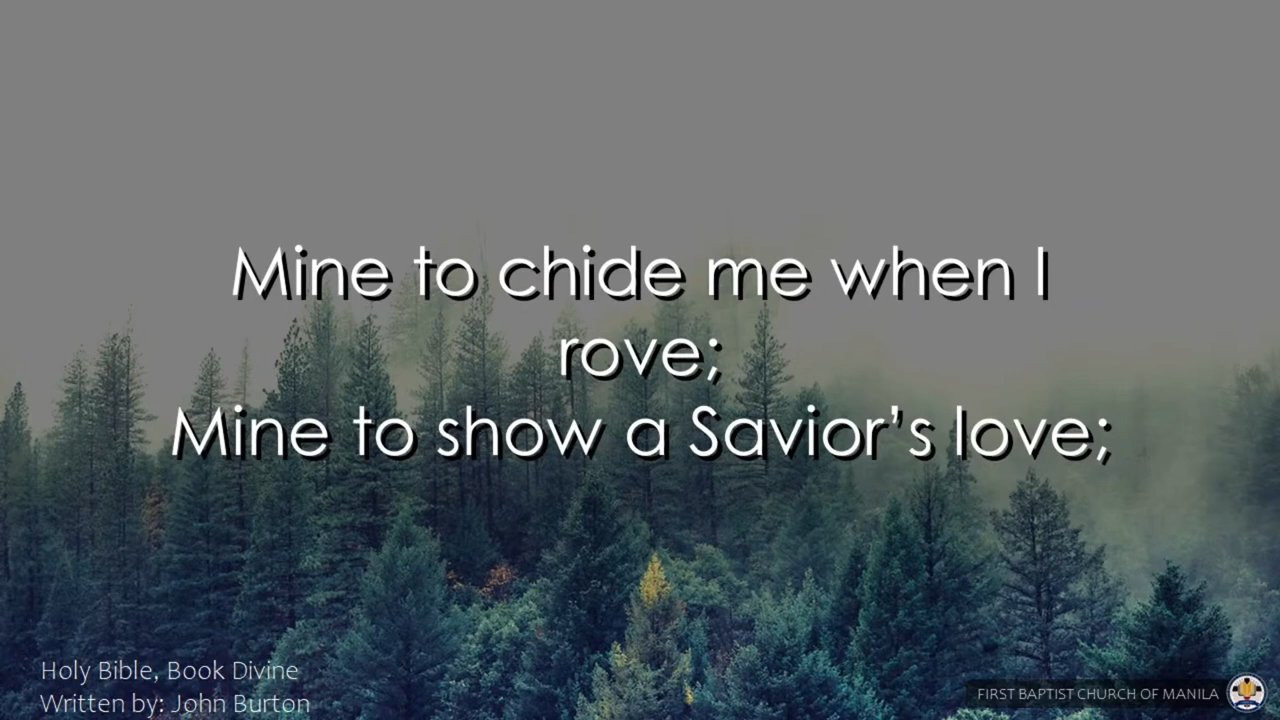 Mine to chide me when I
rove;
Mine to show a Savior’s love;
Holy Bible, Book Divine
Written by: John Burton
FIRST BAPTIST CHURCH OF MANILA